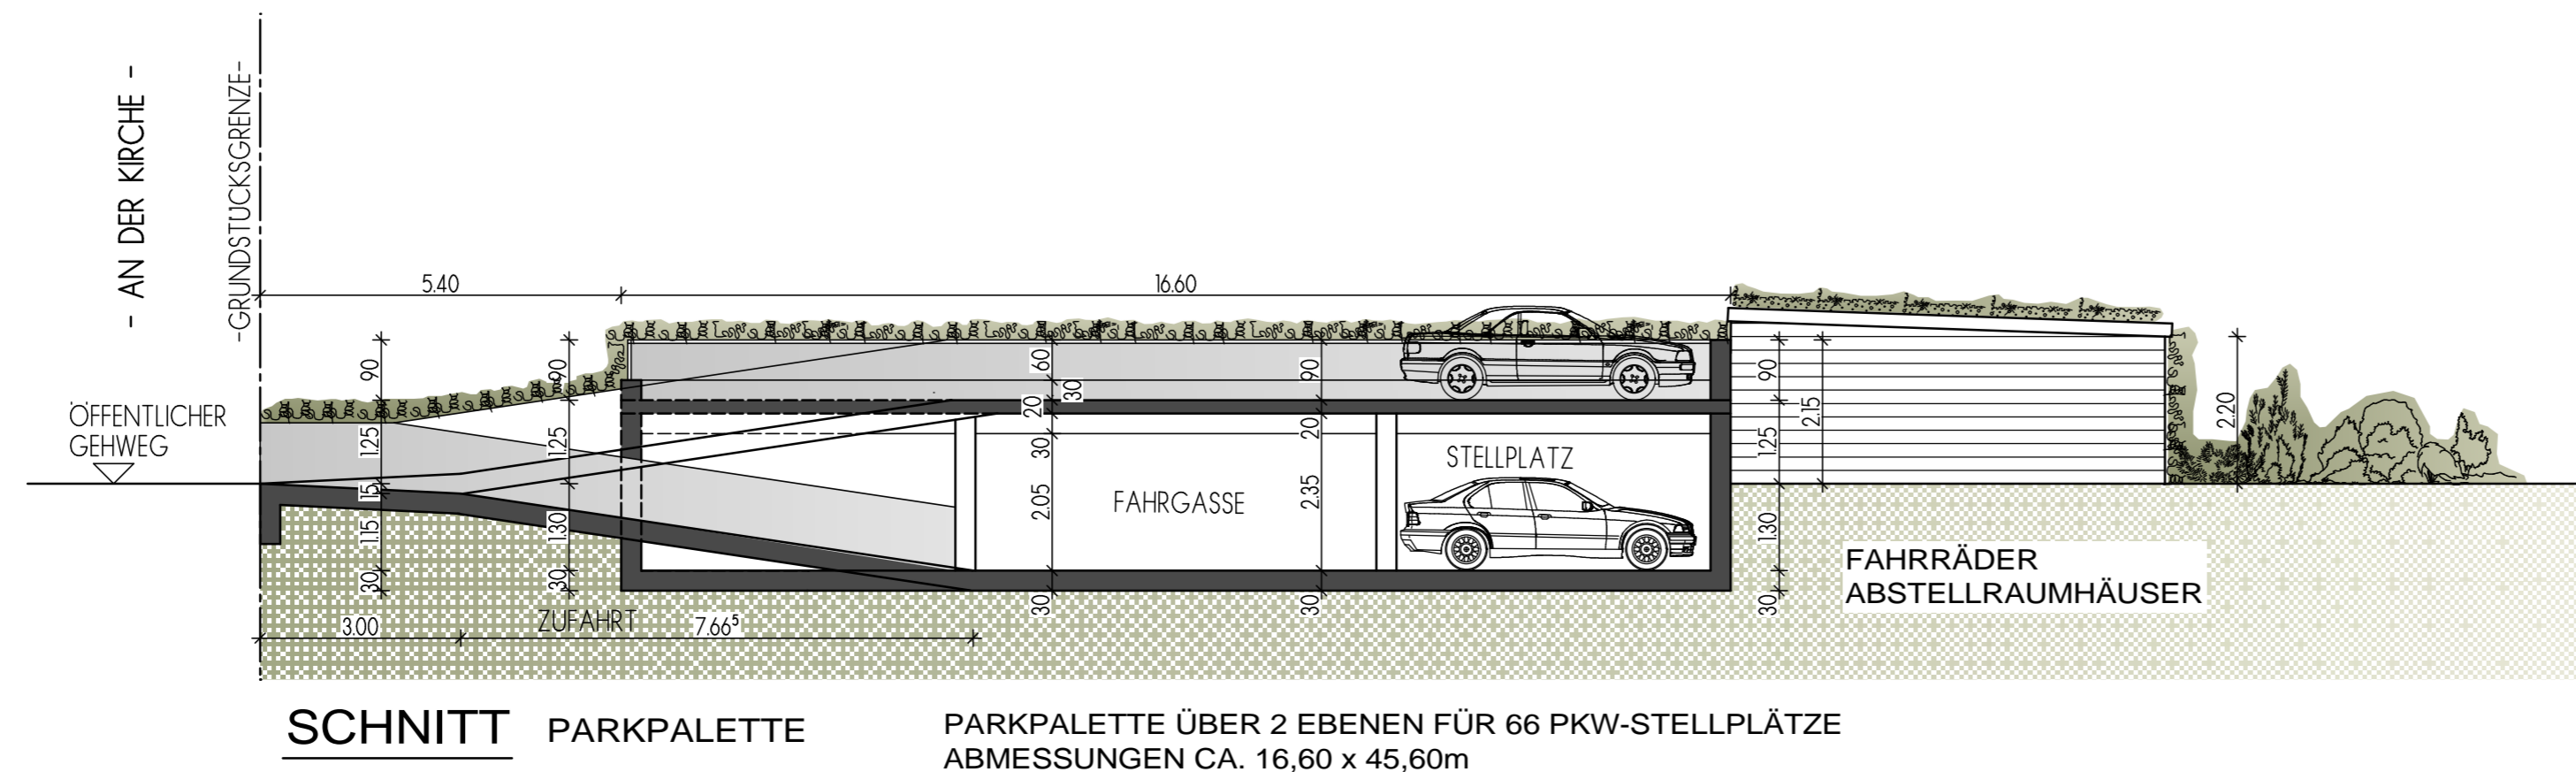 - AN DER KIRCHE -
-GRUNDSTÜCKSGRENZE-
5.40
16.60
ÖFFENTLICHER
GEHWEG
90
1.25
15
1.15
30
90
1.25
1.30
30
60
30
20
30
2.05
30
90
20
2.35
30
FAHRGASSE
STELLPLATZ
90
1.25
1.30
30
2.15
2.20
FAHRRÄDER
ABSTELLRAUMHÄUSER
ZUFAHRT
3.00
7.66⁵
SCHNITT PARKPALETTE
PARKPALETTE ÜBER 2 EBENEN FÜR 66 PKW-STELLPLÄTZE
ABMESSUNGEN CA. 16,60 x 45,60m